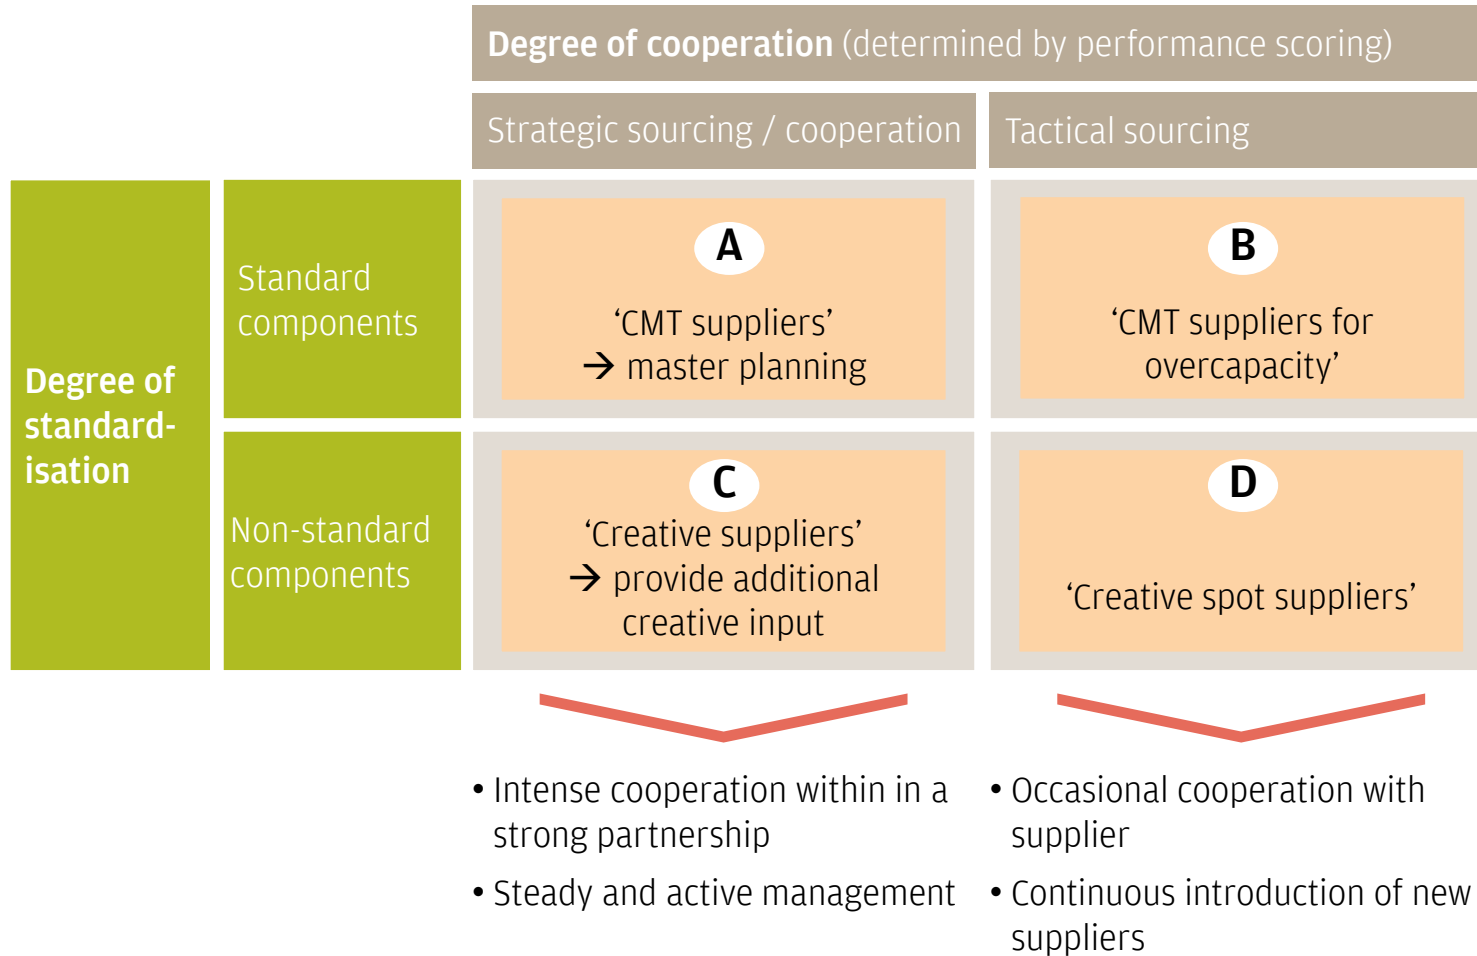 Degree of cooperation (determined by performance scoring)
Strategic sourcing / cooperation
Tactical sourcing
Degree of
standard-
isation
Standard
components
A
‘CMT suppliers’
→ master planning
B
‘CMT suppliers for
overcapacity’
Non-standard
components
C
‘Creative suppliers’
→ provide additional
creative input
D
‘Creative spot suppliers’
• Intense cooperation within in a
strong partnership
• Steady and active management
• Occasional cooperation with
supplier
• Continuous introduction of new
suppliers